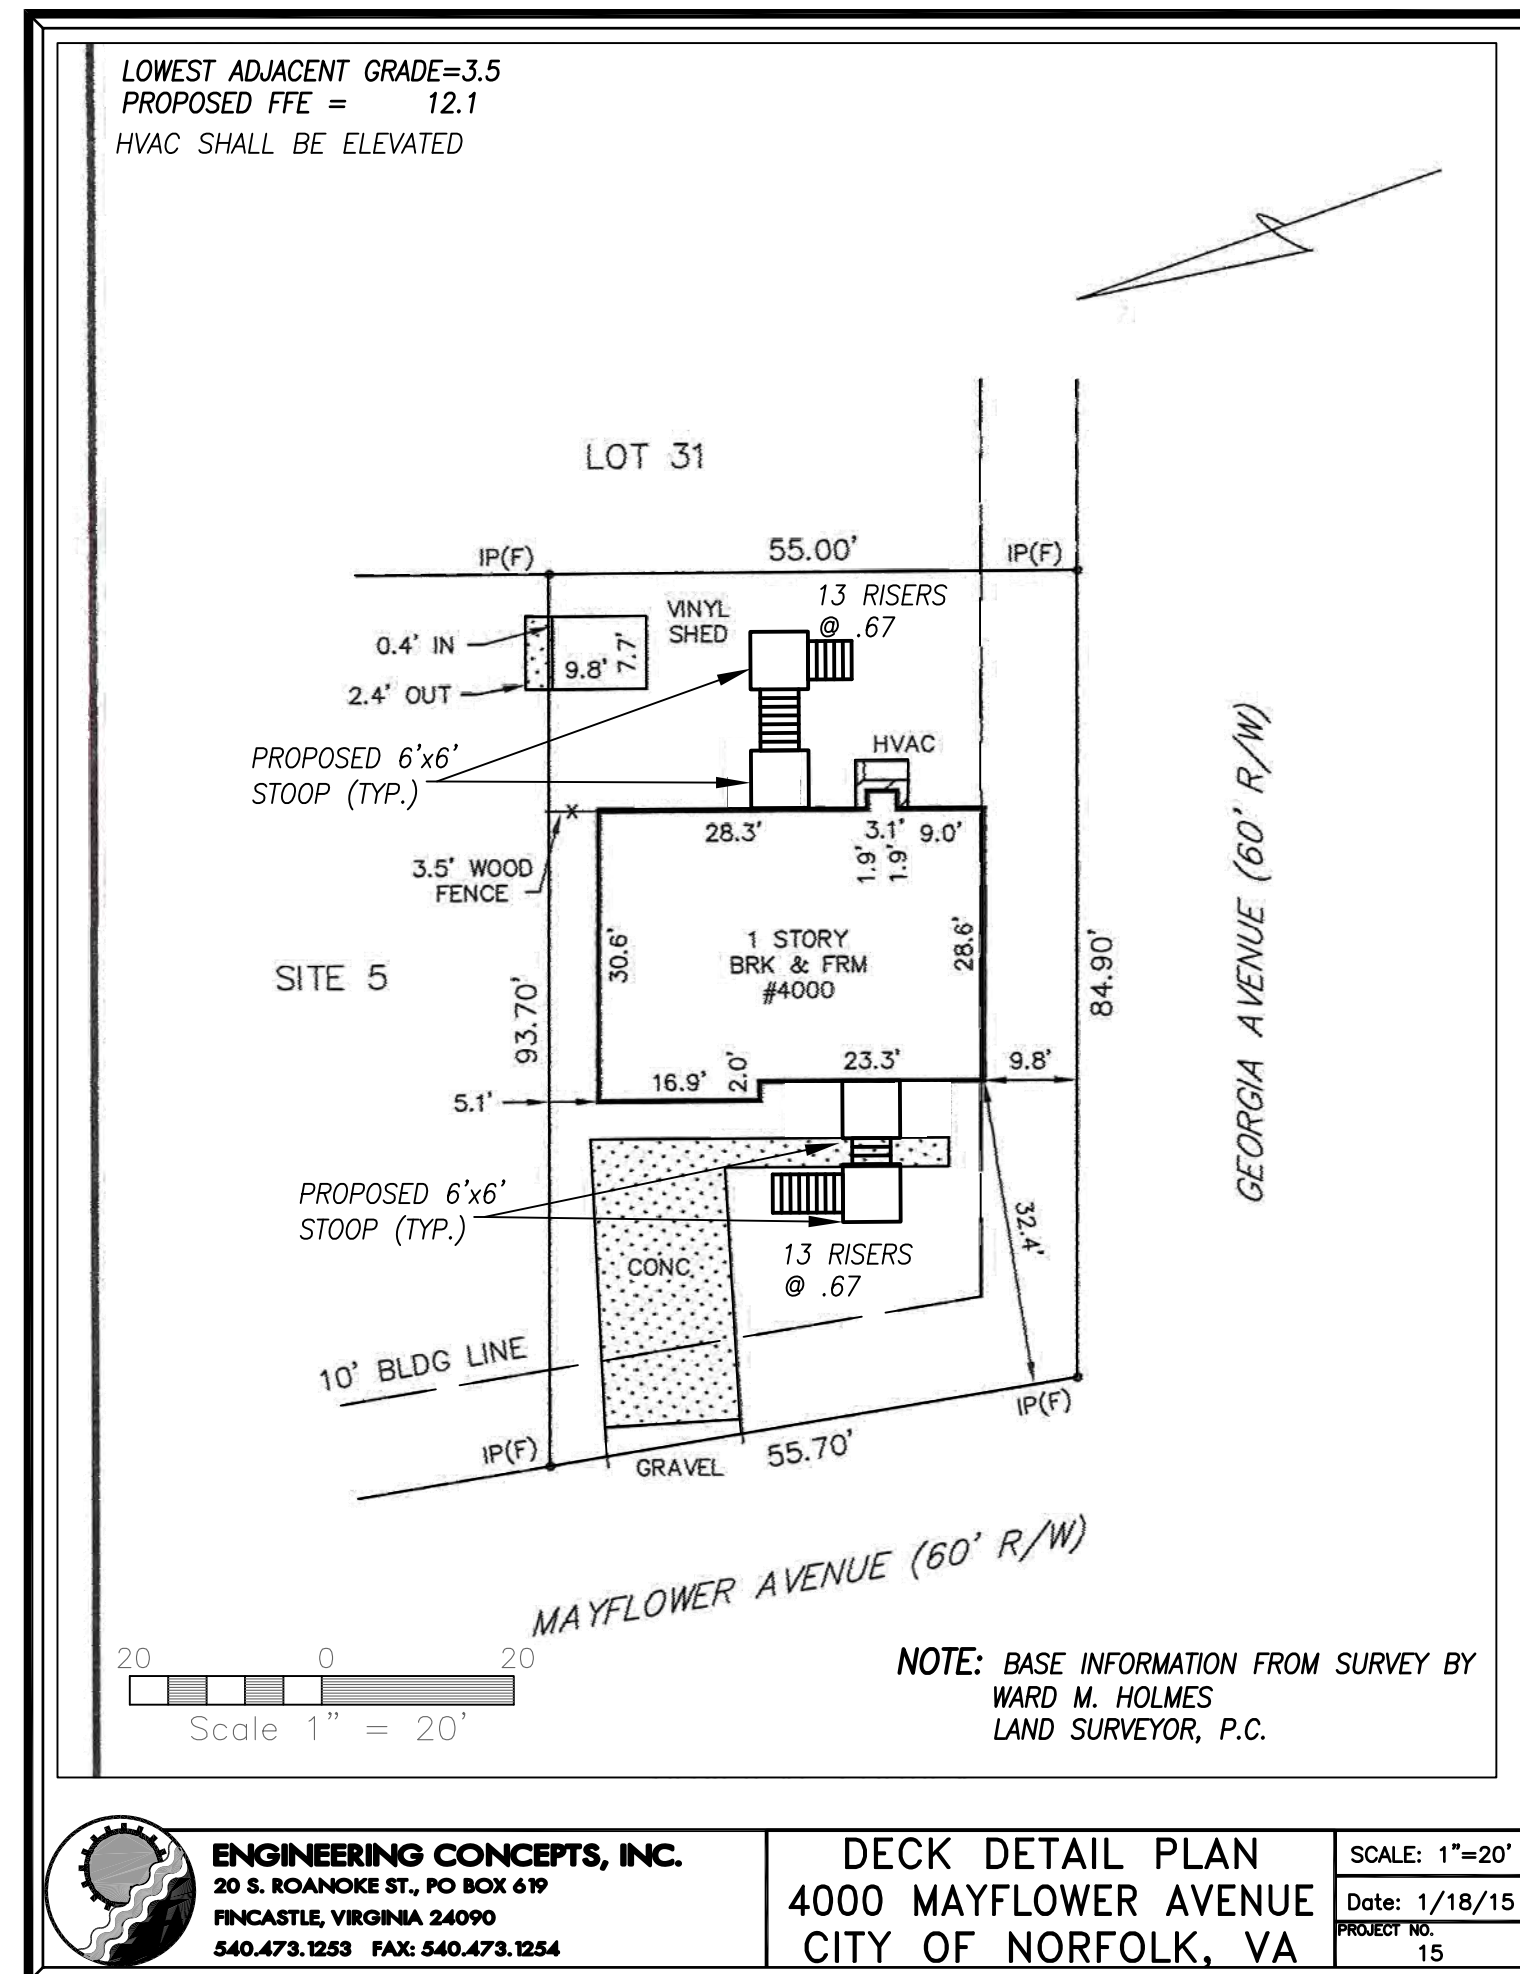 LOWEST ADJACENT GRADE=3.5
PROPOSED FFE = 12.1
HVAC SHALL BE ELEVATED
LOT 31
IP(F)
55.00'
IP(F)
13 RISERS
@ .67
VINYL
SHED
0.4' IN
9.8'
7.7'
2.4' OUT
PROPOSED 6'x6'
STOOP (TYP.)
HVAC
28.3'
3.1'
9.0'
1.9'
1.9'
3.5' WOOD
FENCE
X
30.6'
1 STORY
BRK & FRM
#4000
28.6'
SITE 5
93.70'
84.90'
GEORGIA AVENUE (60' R/W)
16.9'
2.0'
23.3'
9.8'
5.1'
PROPOSED 6'x6'
STOOP (TYP.)
32.4'
CONC.
13 RISERS
@ .67
10' BLDG LINE
IP(F)
IP(F)
GRAVEL
55.70'
MAYFLOWER AVENUE (60' R/W)
20 0 20
Scale 1" = 20'
NOTE: BASE INFORMATION FROM SURVEY BY
WARD M. HOLMES
LAND SURVEYOR, P.C.
ENGINEERING CONCEPTS, INC.
20 S. ROANOKE ST., PO BOX 619
FINCASTLE, VIRGINIA 24090
540.473.1253 FAX: 540.473.1254
DECK DETAIL PLAN
4000 MAYFLOWER AVENUE
CITY OF NORFOLK, VA
SCALE: 1"=20'
Date: 1/18/15
PROJECT NO.
15